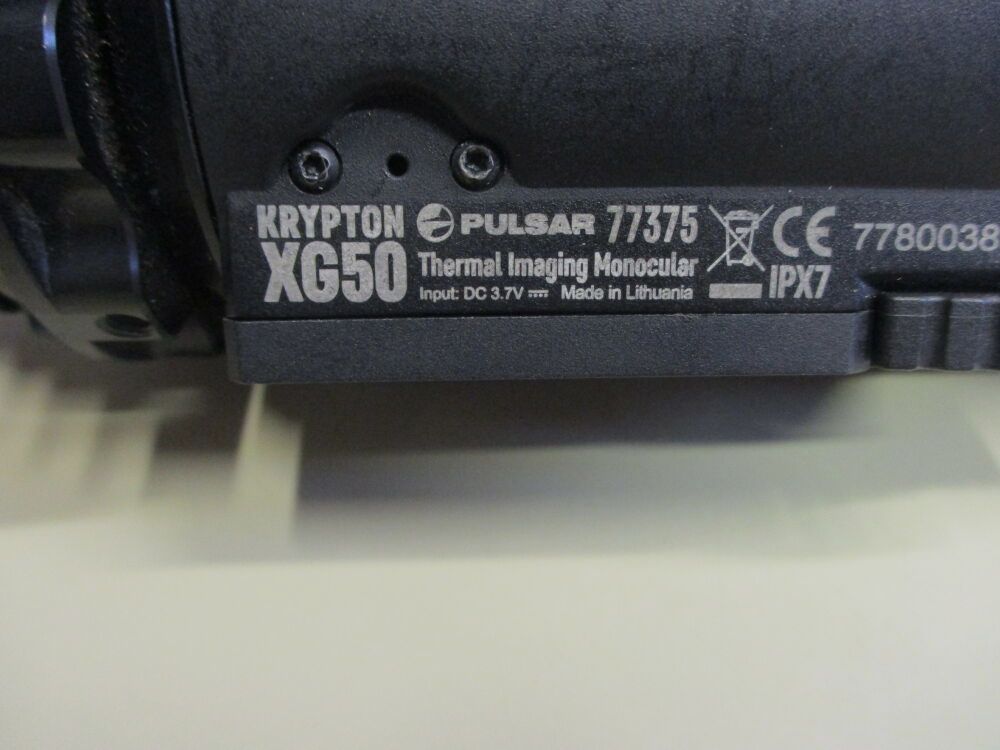 KRYPTON PULSAR 77375 CE 7780038
XG50 Thermal Imaging Monocular IPX7
Input: DC 3.7V Made in Lithuania